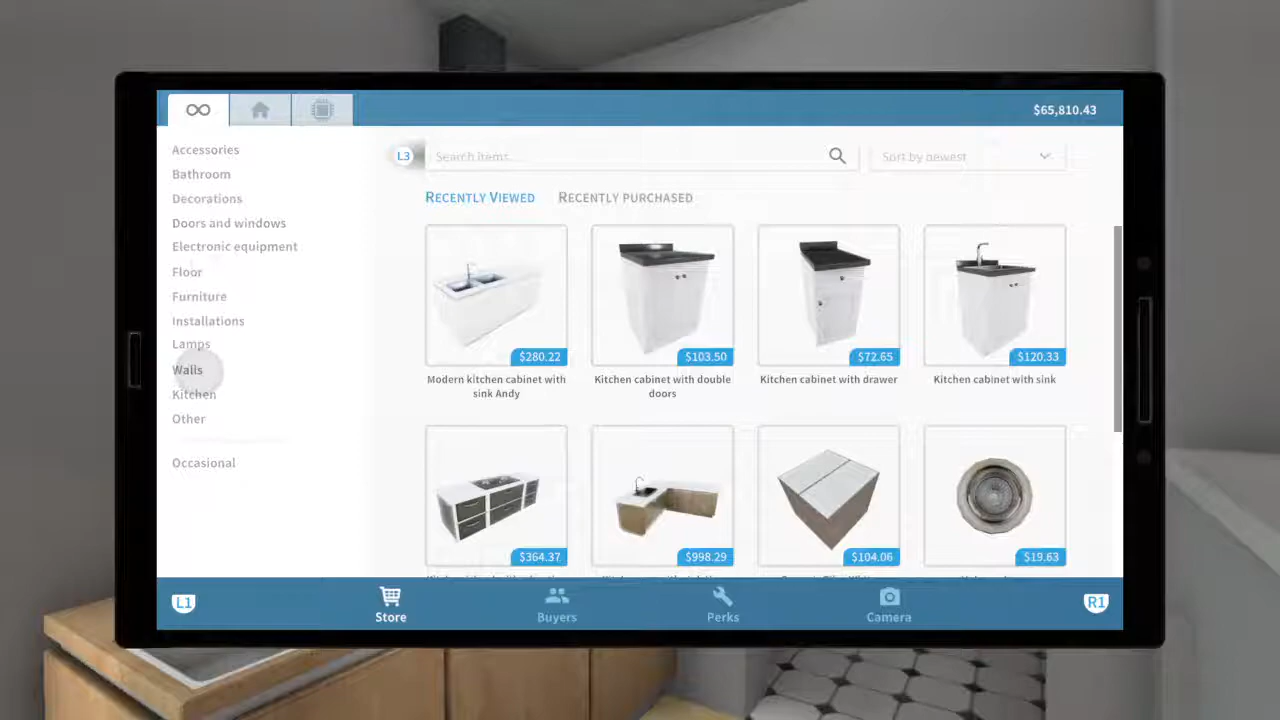 $65,810.43
Accessories
Bathroom
Decorations
Doors and windows
Electronic equipment
Floor
Furniture
Installations
Lamps
Walls
Kitchen
Other
Occasional
L3
Search items...
Sort by newest
RECENTLY VIEWED
RECENTLY PURCHASED
$280.22
$103.50
$72.65
$120.33
Modern kitchen cabinet with
sink Andy
Kitchen cabinet with double
doors
Kitchen cabinet with drawer
Kitchen cabinet with sink
$364.37
$998.29
$104.06
$19.63
L1
Store
Buyers
Perks
Camera
R1